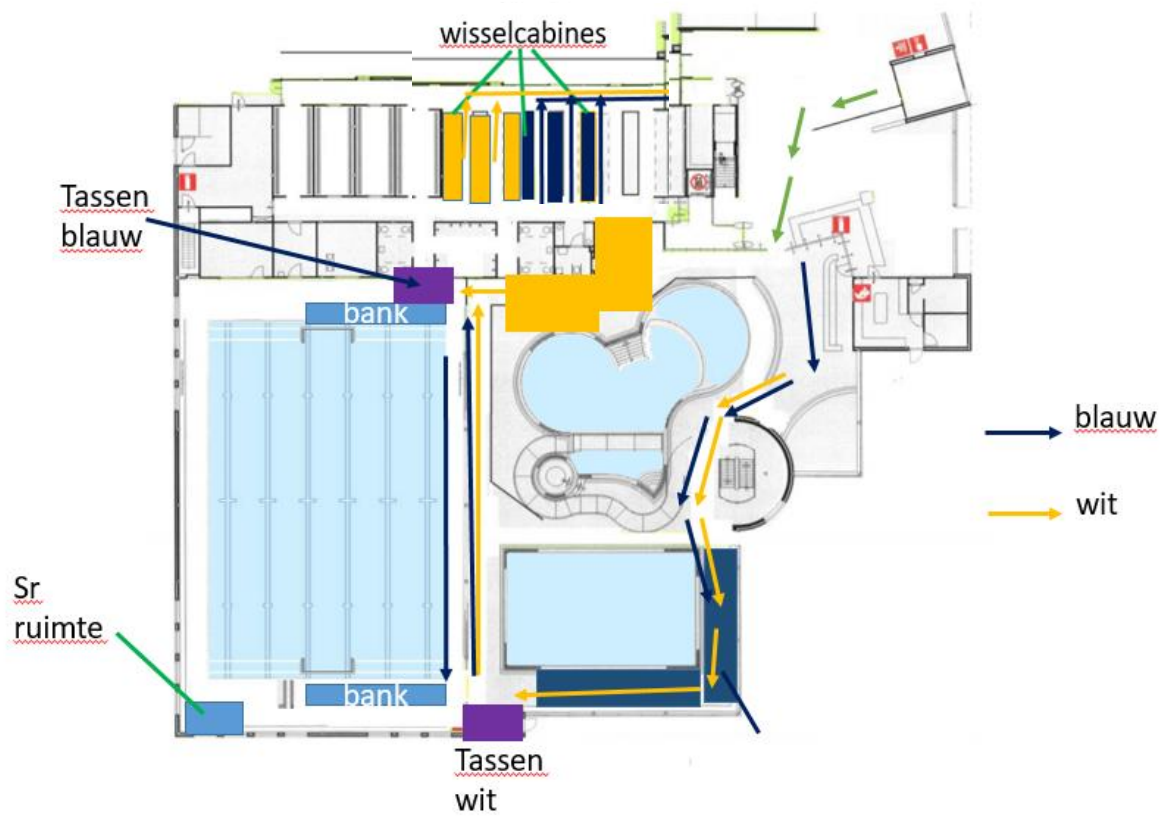 wisselcabines
Tassen
blauw
bank
blauw
wit
Sr
ruimte
bank
Tassen
wit